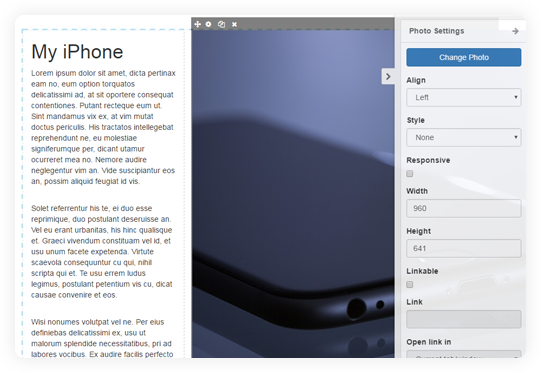 My iPhone
Lorem ipsum dolor sit amet, dicta pertinax
eam no, eum option torquatos
delicatissimi ad, at sit oportere consequat
contentiones. Putant recteque eum ut.
Sint mandamus vix ex, at vim mutat
doctus periculis. His tractatos intellegebat
reprehendunt ne, eu molestiae
signiferumque per, dicant utamur
ocurreret mea no. Nemore audire
neglegentur vim an. Vide suscipiantur eos
an, possim aliquid feugiat id vis.
Solet referrentur his te, ei duo esse
reprimique, duo postulant deseruisse an.
Vel eu erant urbanitas, his hinc qualisque
et. Graeci vivendum constituam vel id, et
usu unum facete expetenda. Virtute
scaevola consequuntur cu qui, nihil
scripta qui et. Te usu errem ludus
legimus, postulant petentium vis cu, dicat
causae convenire et eos.
Wisi nonumes volutpat vel ne. Per eius
definiebas delicatissimi ex, usu ut
malorum splendide necessitatibus, pri ad
labores vocibus. Ex audire facilis perfecto
Photo Settings
Change Photo
Align
Left
Style
None
Responsive
Width
960
Height
641
Linkable
Link
Open link in